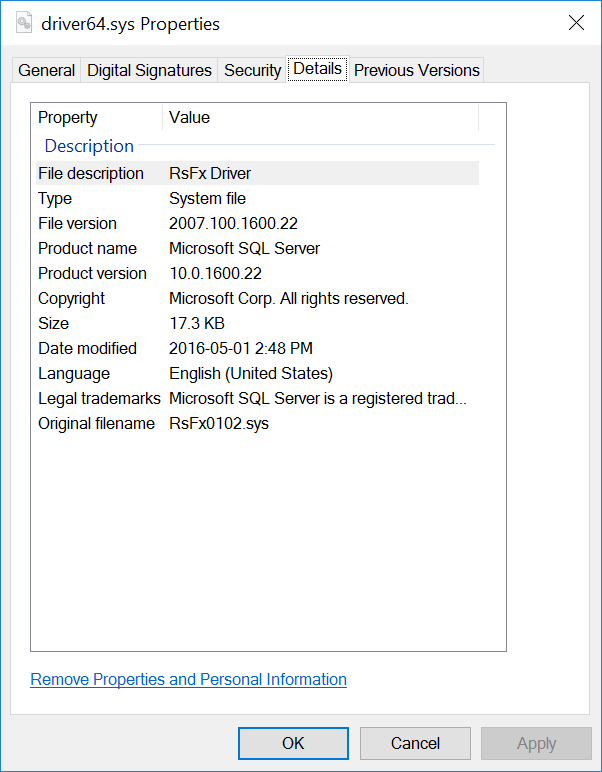 driver64.sys Properties
General Digital Signatures Security Details Previous Versions
Property Value
Description
File description RsFx Driver
Type System file
File version 2007.100.1600.22
Product name Microsoft SQL Server
Product version 10.0.1600.22
Copyright Microsoft Corp. All rights reserved.
Size 17.3 KB
Date modified 2016-05-01 2:48 PM
Language English (United States)
Legal trademarks Microsoft SQL Server is a registered trad...
Original filename RsFx0102.sys
Remove Properties and Personal Information
OK Cancel Apply